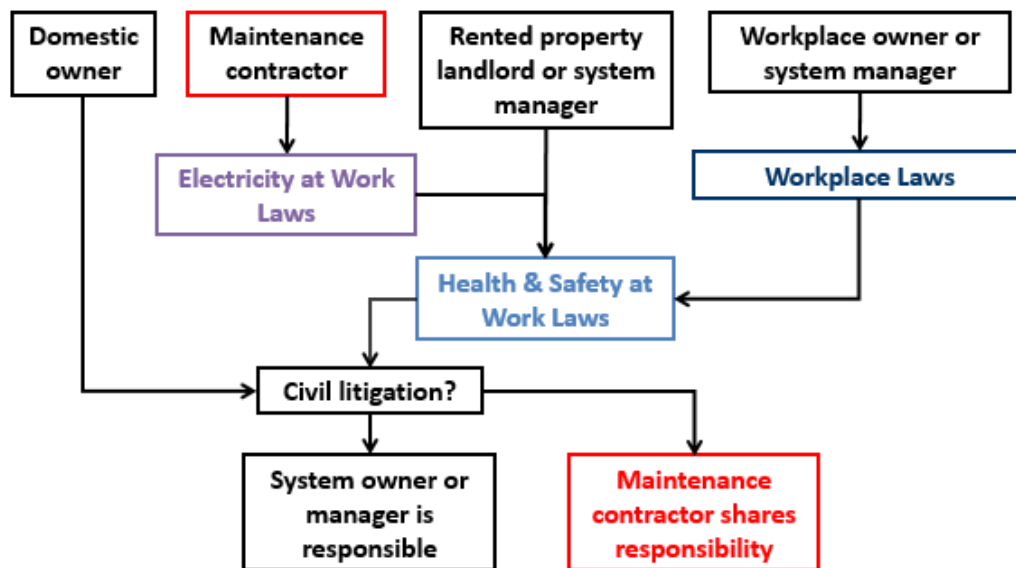 Domestic
owner
Maintenance
contractor
Rented property
landlord or system
manager
Workplace owner or
system manager
Electricity at Work
Laws
Workplace Laws
Health & Safety at
Work Laws
Civil litigation?
System owner or
manager is
responsible
Maintenance
contractor shares
responsibility